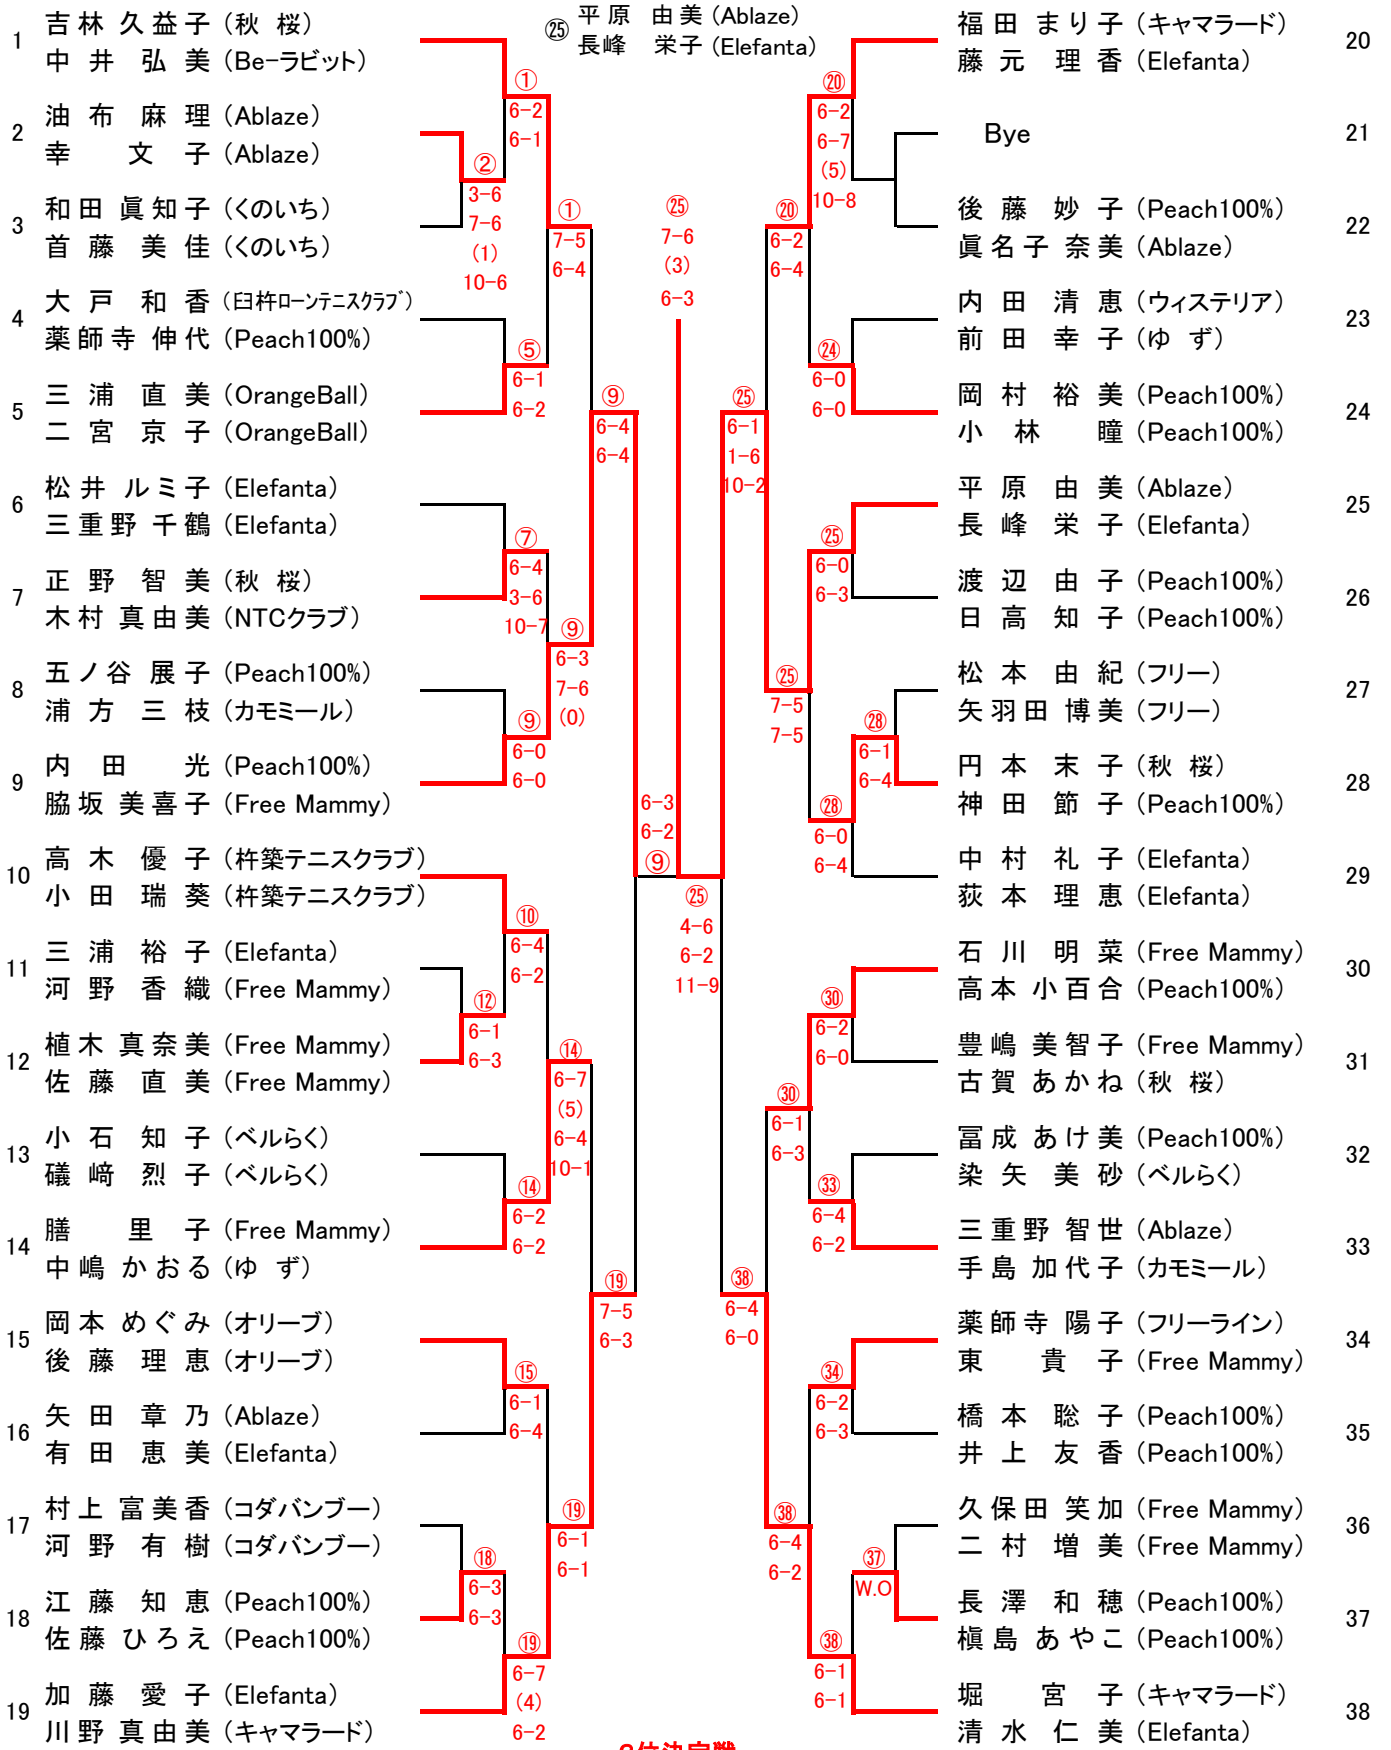 ㉕ 平原 由美 (Ablaze)
長峰 栄子 (Elefanta)
1 吉林 久益子 (秋 桜)
中井 弘美 (Be-ラビット)
2 油布 麻理 (Ablaze)
幸 文子 (Ablaze)
3 和田 眞知子 (くのいち)
首藤 美佳 (くのいち)
4 大戸 和香 (臼杵ローンテニスクラブ)
薬師寺 伸代 (Peach100%)
5 三浦 直美 (OrangeBall)
二宮 京子 (OrangeBall)
6 松井 ルミ子 (Elefanta)
三重野 千鶴 (Elefanta)
7 正野 智美 (秋 桜)
木村 真由美 (NTCクラブ)
8 五ノ谷 展子 (Peach100%)
浦方 三枝 (カモミール)
9 内田 光 (Peach100%)
脇坂 美喜子 (Free Mammy)
10 高木 優子 (杵築テニスクラブ)
小田 瑞葵 (杵築テニスクラブ)
11 三浦 裕子 (Elefanta)
河野 香織 (Free Mammy)
12 植木 真奈美 (Free Mammy)
佐藤 直美 (Free Mammy)
13 小石 知子 (ベルらく)
礒﨑 烈子 (ベルらく)
14 膳 里子 (Free Mammy)
中嶋 かおる (ゆ ず)
15 岡本 めぐみ (オリーブ)
後藤 理恵 (オリーブ)
16 矢田 章乃 (Ablaze)
有田 恵美 (Elefanta)
17 村上 富美香 (コダバンブー)
河野 有樹 (コダバンブー)
18 江藤 知恵 (Peach100%)
佐藤 ひろえ (Peach100%)
19 加藤 愛子 (Elefanta)
川野 真由美 (キャマラード)
②
3-6
7-6
(1)
10-6
⑫
6-1
6-3
⑱
6-3
6-3
①
6-2
6-1
⑤
6-1
6-2
⑦
6-4
3-6
10-7
⑨
6-0
6-0
⑩
6-4
6-2
⑭
6-2
6-2
⑮
6-1
6-4
⑲
6-7
(4)
6-2
①
7-5
6-4
⑨
6-3
7-6
(0)
⑭
6-7
(5)
6-4
10-1
⑲
6-1
6-1
⑨
6-4
6-4
⑲
7-5
6-3
6-3
6-2
⑨
㉕
7-6
(3)
6-3
㉕
4-6
6-2
11-9
㉕
6-1
1-6
10-2
㊳
6-4
6-0
⑳
6-2
6-4
㉕
7-5
7-5
㉚
6-1
6-3
㊳
6-4
6-2
⑳
6-2
6-7
(5)
10-8
㉔
6-0
6-0
㉕
6-0
6-3
㉘
6-0
6-4
㉚
6-2
6-0
㉝
6-4
6-2
㉞
6-2
6-3
㊳
6-1
6-1
㉘
6-1
6-4
㊲
W.O
福田 まり子 (キャマラード) 20
藤元 理香 (Elefanta)
Bye 21
後藤 妙子 (Peach100%) 22
眞名子 奈美 (Ablaze)
内田 清恵 (ウィステリア) 23
前田 幸子 (ゆ ず)
岡村 裕美 (Peach100%) 24
小林 瞳 (Peach100%)
平原 由美 (Ablaze) 25
長峰 栄子 (Elefanta)
渡辺 由子 (Peach100%) 26
日高 知子 (Peach100%)
松本 由紀 (フリー) 27
矢羽田 博美 (フリー)
円本 末子 (秋 桜) 28
神田 節子 (Peach100%)
中村 礼子 (Elefanta) 29
荻本 理恵 (Elefanta)
石川 明菜 (Free Mammy) 30
高本 小百合 (Peach100%)
豊嶋 美智子 (Free Mammy) 31
古賀 あかね (秋 桜)
冨成 あけ美 (Peach100%) 32
染矢 美砂 (ベルらく)
三重野 智世 (Ablaze) 33
手島 加代子 (カモミール)
薬師寺 陽子 (フリーライン) 34
東 貴子 (Free Mammy)
橋本 聡子 (Peach100%) 35
井上 友香 (Peach100%)
久保田 笑加 (Free Mammy) 36
二村 増美 (Free Mammy)
長澤 和穂 (Peach100%) 37
槇島 あやこ (Peach100%)
堀 宮子 (キャマラード) 38
清水 仁美 (Elefanta)